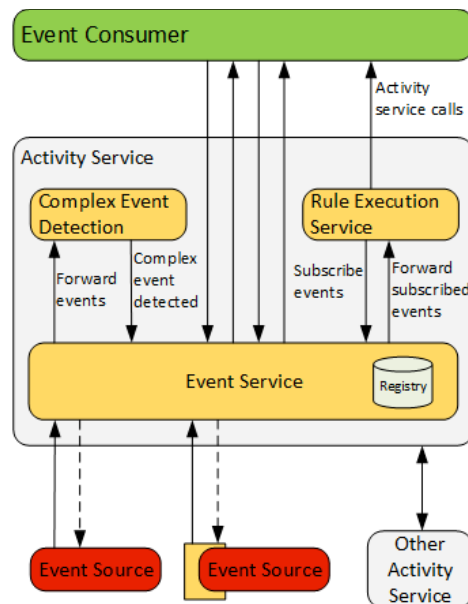 Event Consumer
Activity
service calls
Activity Service
Complex Event
Detection
Rule Execution
Service
Forward
events
Complex
event
detected
Subscribe
events
Forward
subscribed
events
Event Service
Registry
Event Source
Event Source
Other
Activity
Service